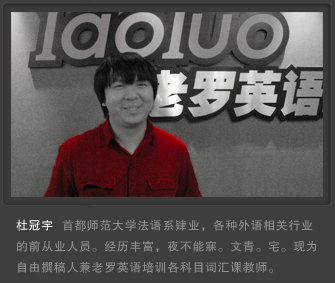 laoluo
老罗英语
杜冠宇 首都师范大学法语系肄业，各种外语相关行业
的前从业人员。经历丰富，夜不能寐。文青。宅。现为
自由撰稿人兼老罗英语培训各科目词汇课教师。